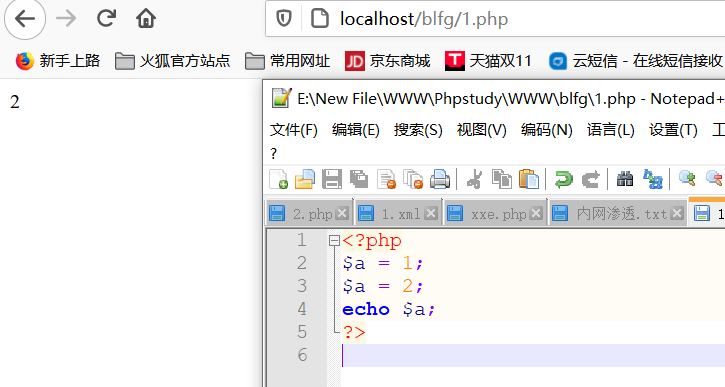 localhost/blfg/1.php
新手上路 火狐官方站点 常用网址 JD 京东商城 T 天猫双11 云短信 - 在线短信接收
2
E:\New File\WWW\Phpstudy\WWW\blfg\1.php - Notepad+
文件(F) 编辑(E) 搜索(S) 视图(V) 编码(N) 语言(L) 设置(T) 工
?
2.php 1.xml xxe.php 内网渗透.txt 1
1 <?php
2 $a = 1;
3 $a = 2;
4 echo $a;
5 ?>
6